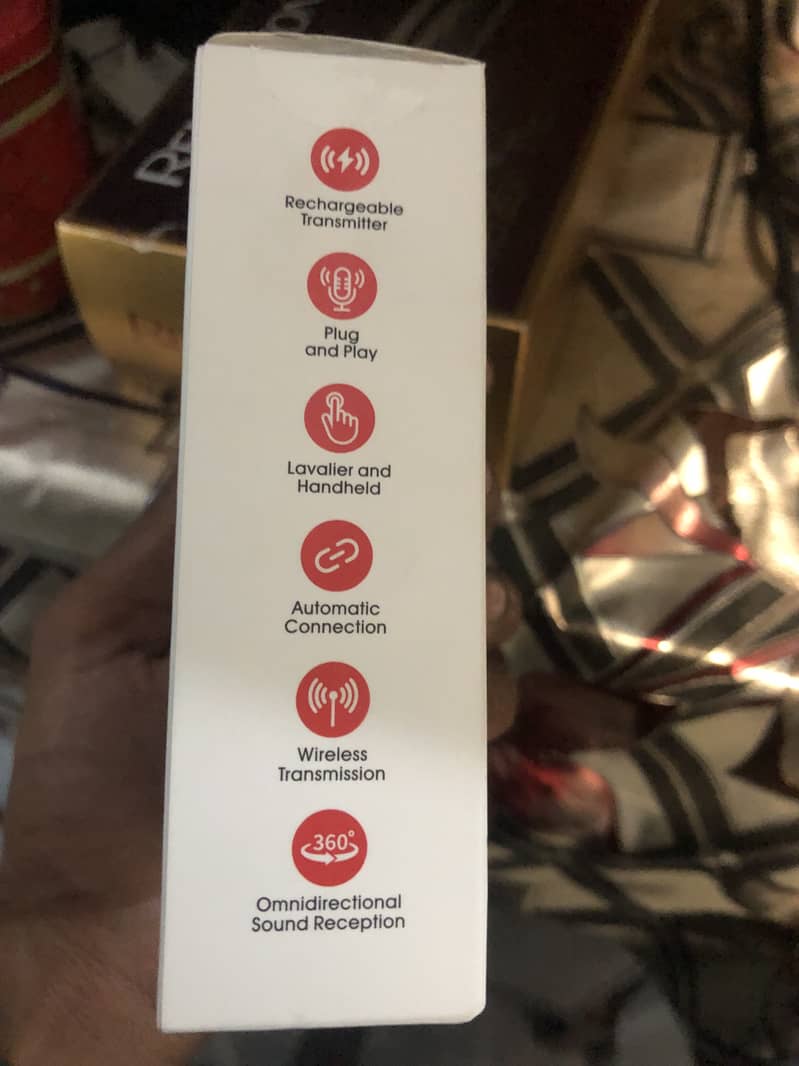 Rechargeable
Transmitter
Plug
and Play
Lavalier and
Handheld
Automatic
Connection
Wireless
Transmission
360°
Omnidirectional
Sound Reception